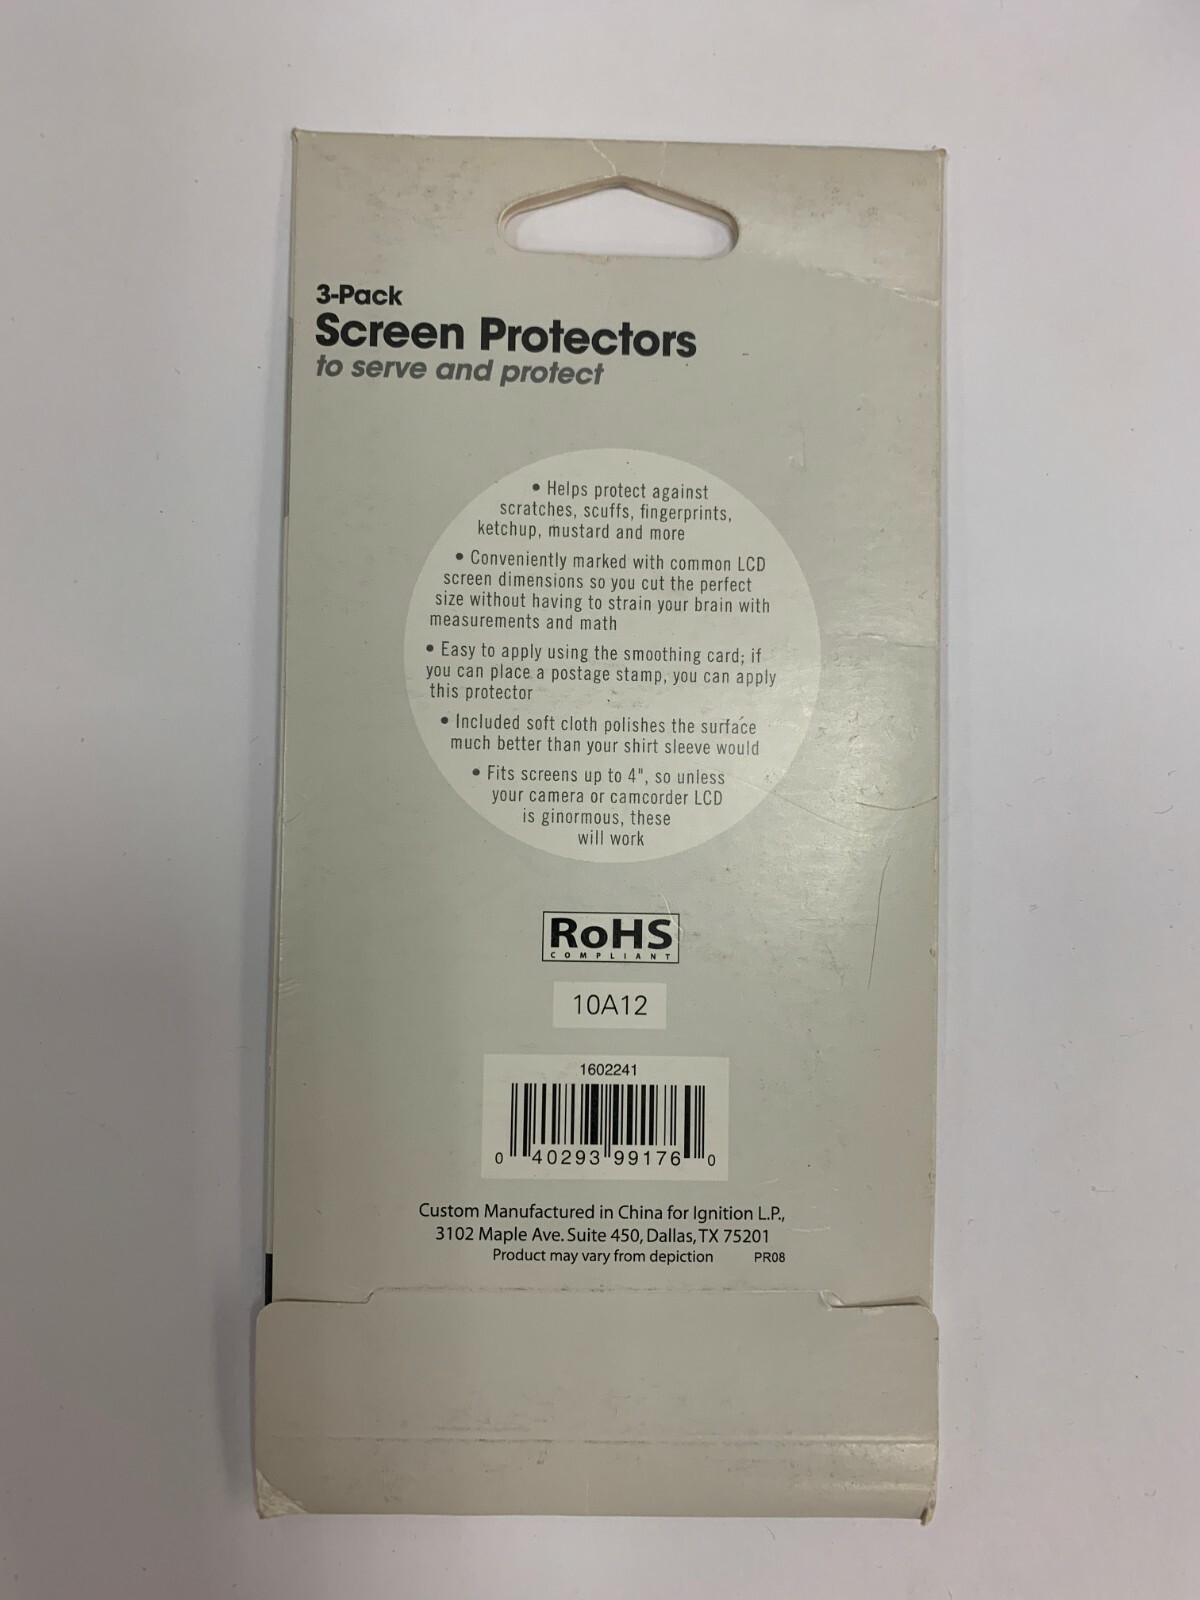 3-Pack
Screen Protectors
to serve and protect
• Helps protect against
scratches, scuffs, fingerprints,
ketchup, mustard and more
• Conveniently marked with common LCD
screen dimensions so you cut the perfect
size without having to strain your brain with
measurements and math
• Easy to apply using the smoothing card; if
you can place a postage stamp, you can apply
this protector
• Included soft cloth polishes the surface
much better than your shirt sleeve would
• Fits screens up to 4", so unless
your camera or camcorder LCD
is ginormous, these
will work
RoHS
COMPLIANT
10A12
1602241
0 40293 99176 0
Custom Manufactured in China for Ignition L.P.,
3102 Maple Ave. Suite 450, Dallas, TX 75201
Product may vary from depiction PR08